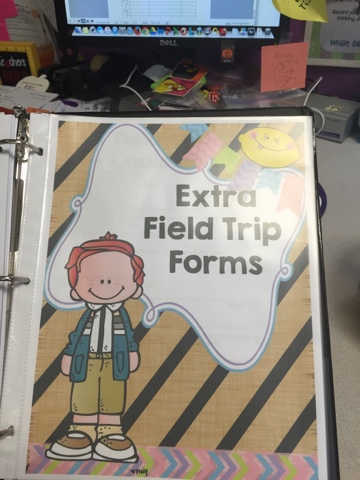 DELL
Extra
Field Trip
Forms